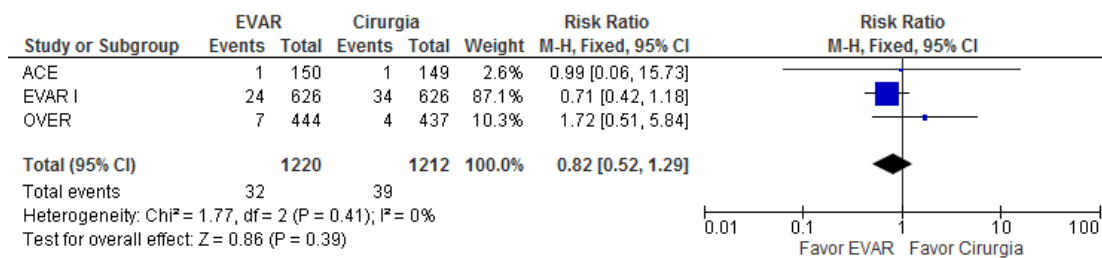 EVAR Cirurgia Risk Ratio Risk Ratio
Study or Subgroup Events Total Events Total Weight M-H, Fixed, 95% CI M-H, Fixed, 95% CI
ACE 1 150 1 149 2.6% 0.99 [0.06, 15.73]
EVAR I 24 626 34 626 87.1% 0.71 [0.42, 1.18]
OVER 7 444 4 437 10.3% 1.72 [0.51, 5.84]
Total (95% CI) 1220 1212 100.0% 0.82 [0.52, 1.29]
Total events 32 39
Heterogeneity: Chi² = 1.77, df = 2 (P = 0.41); I² = 0%
Test for overall effect: Z = 0.86 (P = 0.39)
0.01 0.1 1 10 100
Favor EVAR Favor Cirurgia